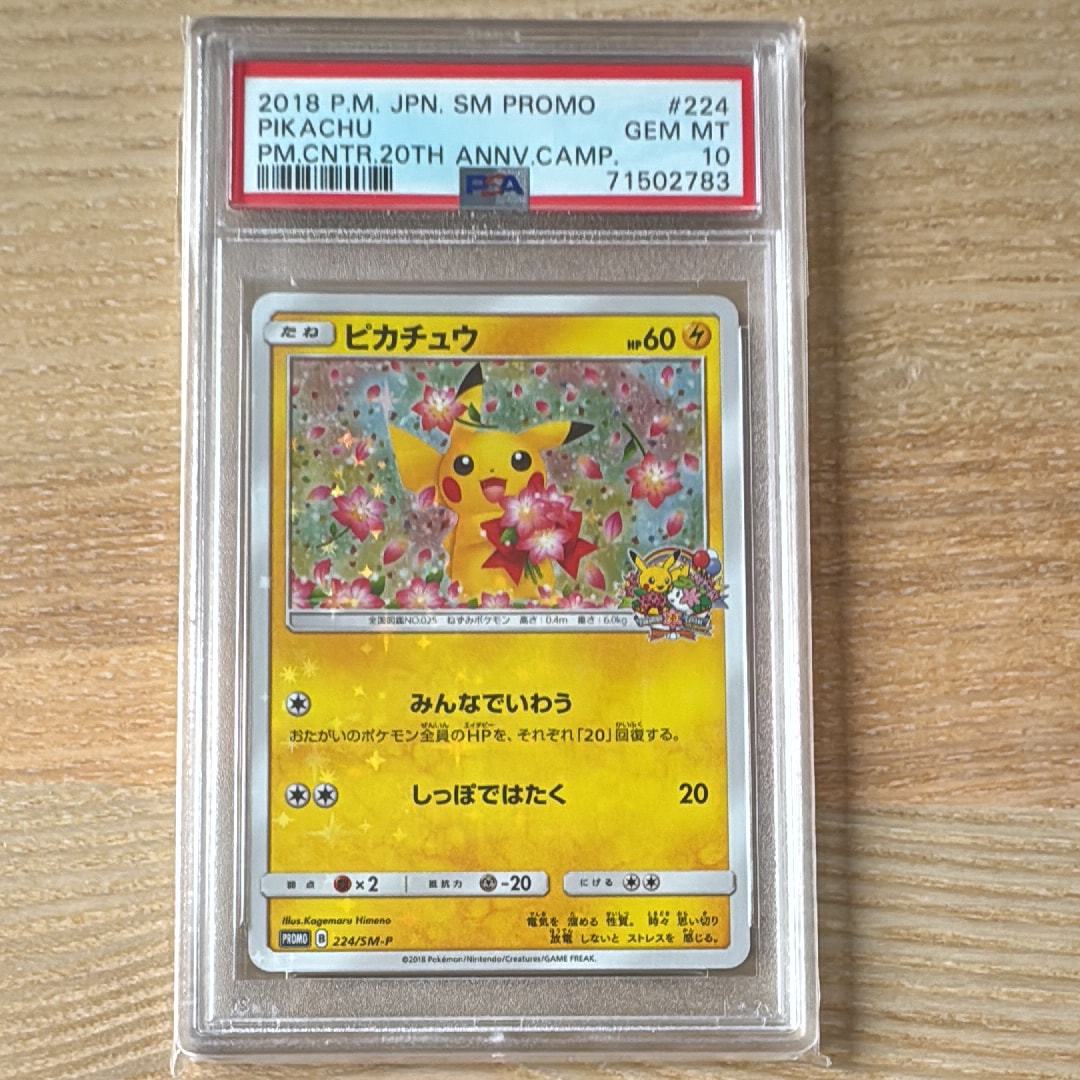 2018 P.M. JPN. SM PROMO #224
PIKACHU GEM MT
PM.CNTR.20TH ANNV.CAMP. 10
PSA 71502783
たね ピカチュウ HP60
全国図鑑NO.025 ねずみポケモン 高さ:0.4m 重さ:6.0kg
みんなでいわう
おたがいのポケモン全員のHPを、それぞれ「20」回復する。
しっぽではたく 20
弱点 ×2 抵抗力 -20 にげる
Illus.Kagemaru Himeno
電気を 溜める 性質。 時々 思い切り
放電 しないと ストレスを 感じる。
PROMO B 224/SM-P
©2018 Pokémon/Nintendo/Creatures/GAME FREAK.